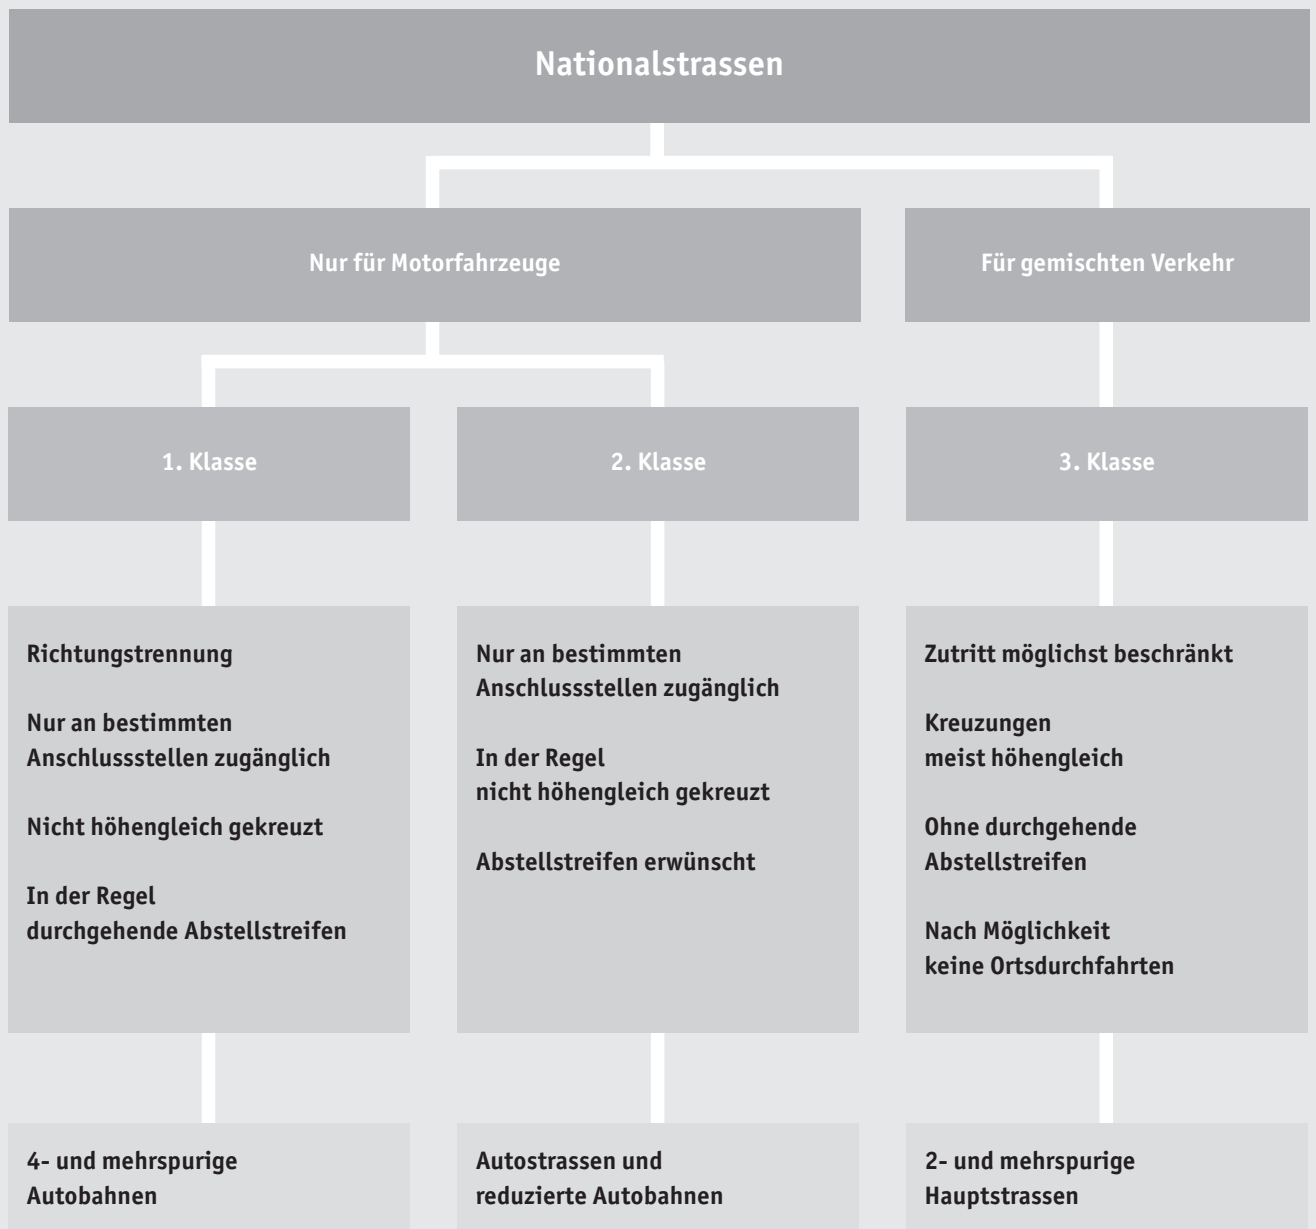 Nationalstrassen
Nur für Motorfahrzeuge
Für gemischten Verkehr
1. Klasse
2. Klasse
3. Klasse
Richtungstrennung
Nur an bestimmten
Anschlussstellen zugänglich
Nicht höhengleich gekreuzt
In der Regel
durchgehende Abstellstreifen
Nur an bestimmten
Anschlussstellen zugänglich
In der Regel
nicht höhengleich gekreuzt
Abstellstreifen erwünscht
Zutritt möglichst beschränkt
Kreuzungen
meist höhengleich
Ohne durchgehende
Abstellstreifen
Nach Möglichkeit
keine Ortsdurchfahrten
4- und mehrspurige
Autobahnen
Autostrassen und
reduzierte Autobahnen
2- und mehrspurige
Hauptstrassen